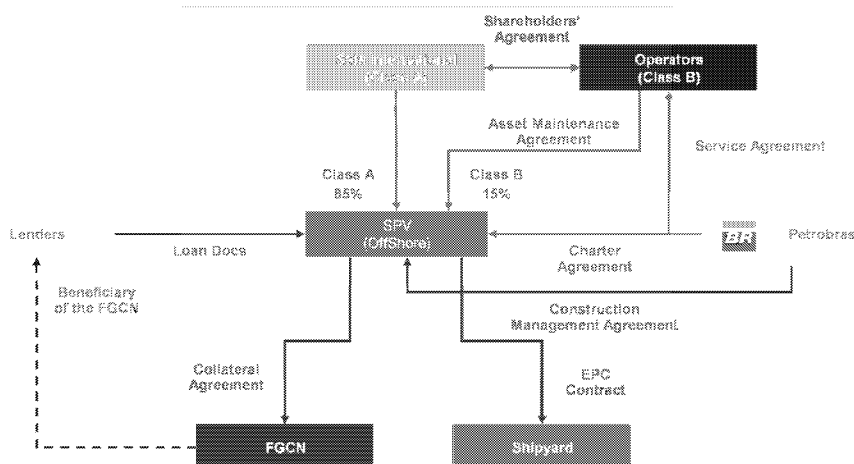 Shareholders'
Agreement
Operators
(Class B)
Asset Maintenance
Agreement
Service Agreement
Class A
85%
Class B
15%
SPV
(OffShore)
Lenders
Loan Docs
Charter
Agreement
BR
Petrobras
Beneficiary
of the FGCN
Construction
Management Agreement
Collateral
Agreement
EPC
Contract
FGCN
Shipyard